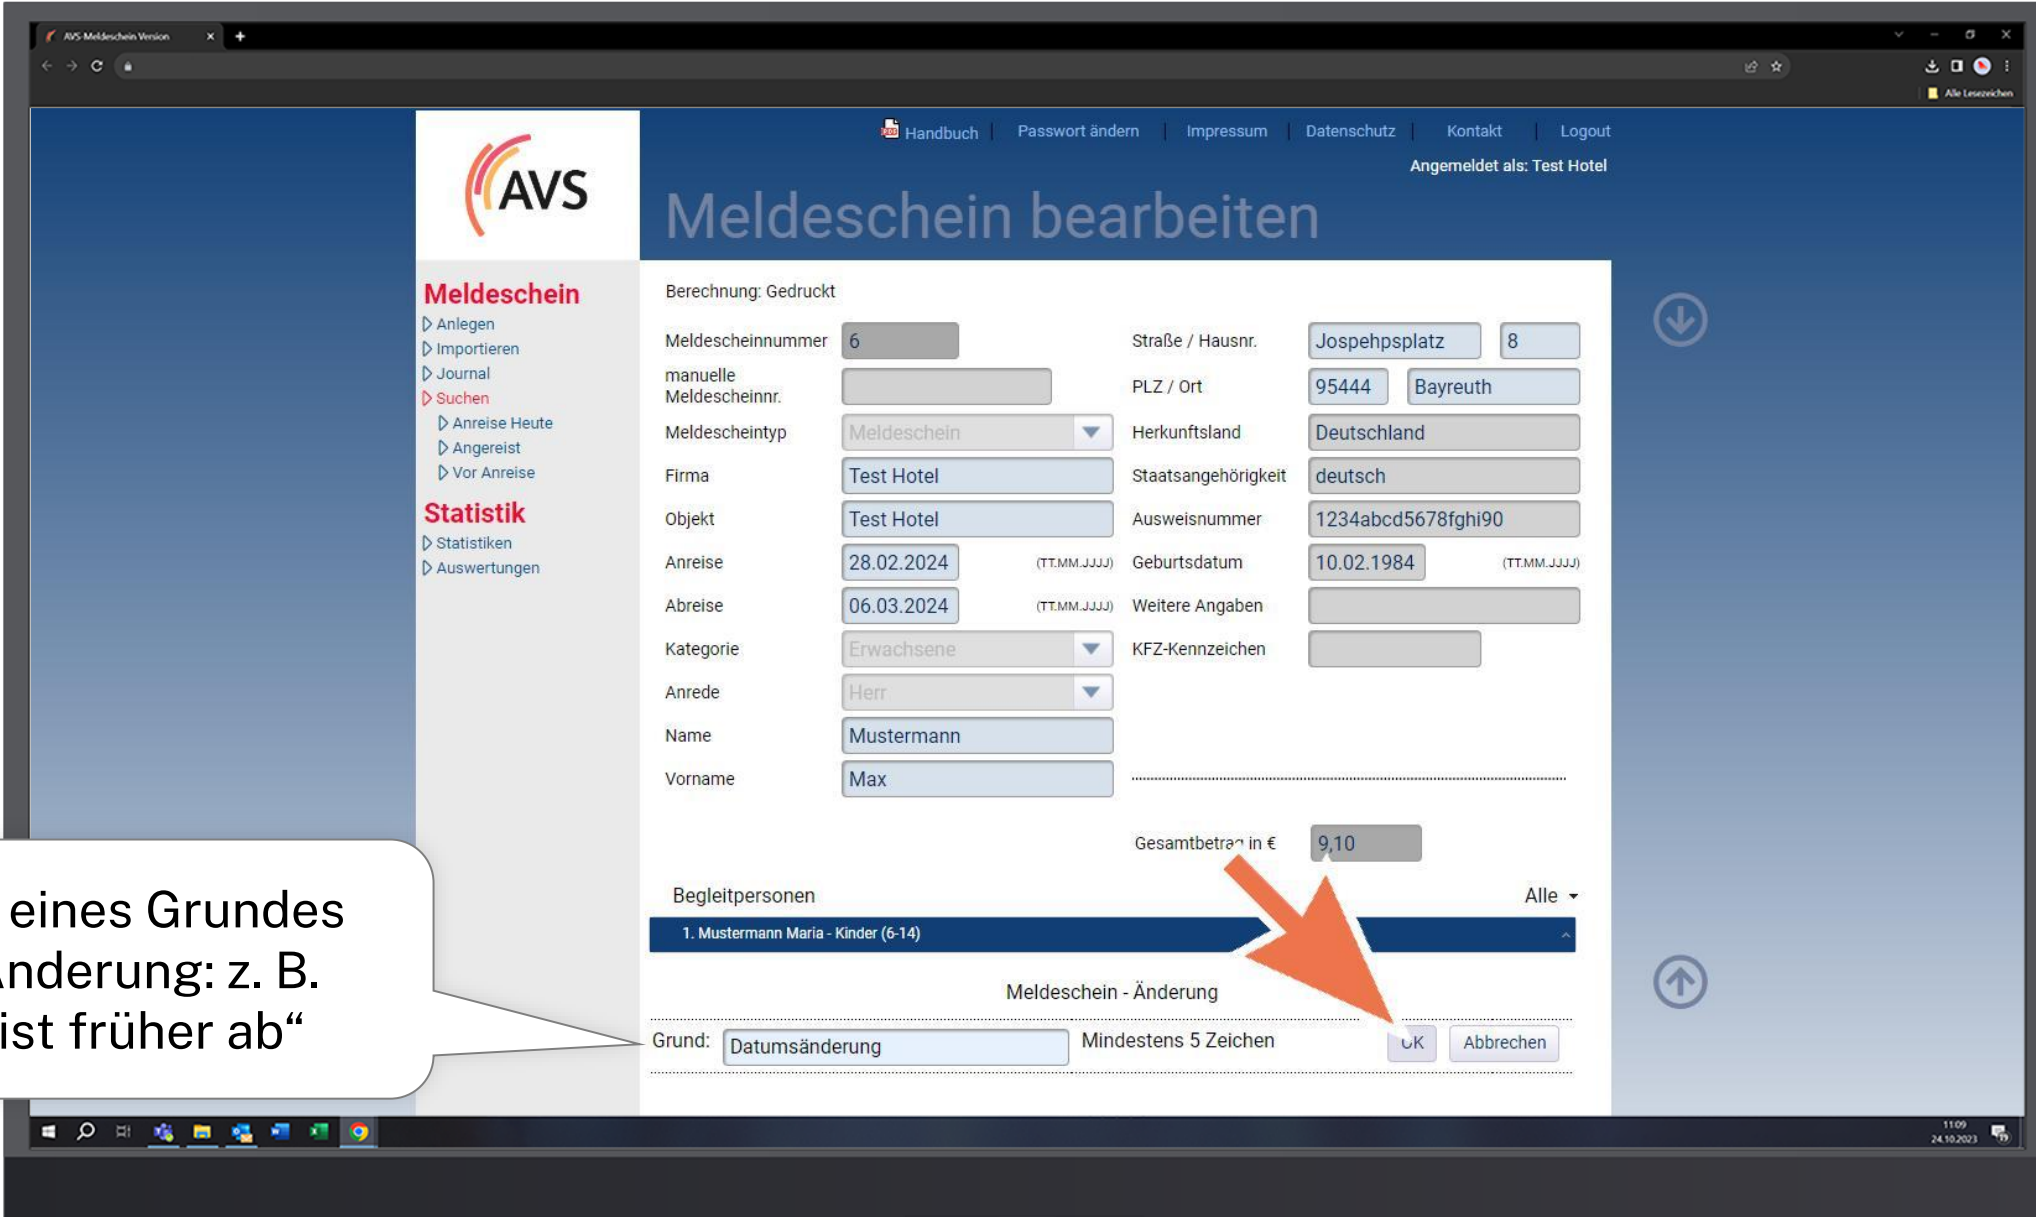 AVS-Meldeschein Version
Alle Lesezeichen
Handbuch
Passwort ändern
Impressum
Datenschutz
Kontakt
Logout
Angemeldet als: Test Hotel
AVS
Meldeschein bearbeiten
Meldeschein
Anlegen
Importieren
Journal
Suchen
Anreise Heute
Angereist
Vor Anreise
Statistik
Statistiken
Auswertungen
Berechnung: Gedruckt
Meldescheinnummer 6
manuelle
Meldescheinnr.
Meldescheintyp Meldeschein
Firma Test Hotel
Objekt Test Hotel
Anreise 28.02.2024 (TT.MM.JJJJ)
Abreise 06.03.2024 (TT.MM.JJJJ)
Kategorie Erwachsene
Anrede Herr
Name Mustermann
Vorname Max
Straße / Hausnr. Jospehpsplatz 8
PLZ / Ort 95444 Bayreuth
Herkunftsland Deutschland
Staatsangehörigkeit deutsch
Ausweisnummer 1234abcd5678fghi90
Geburtsdatum 10.02.1984 (TT.MM.JJJJ)
Weitere Angaben
KFZ-Kennzeichen
Gesamtbetrag in € 9,10
Begleitpersonen Alle
1. Mustermann Maria - Kinder (6-14)
Meldeschein - Änderung
Grund: Datumsänderung Mindestens 5 Zeichen OK Abbrechen
eines Grundes
Änderung: z. B.
ist früher ab“
11:09
24.10.2023